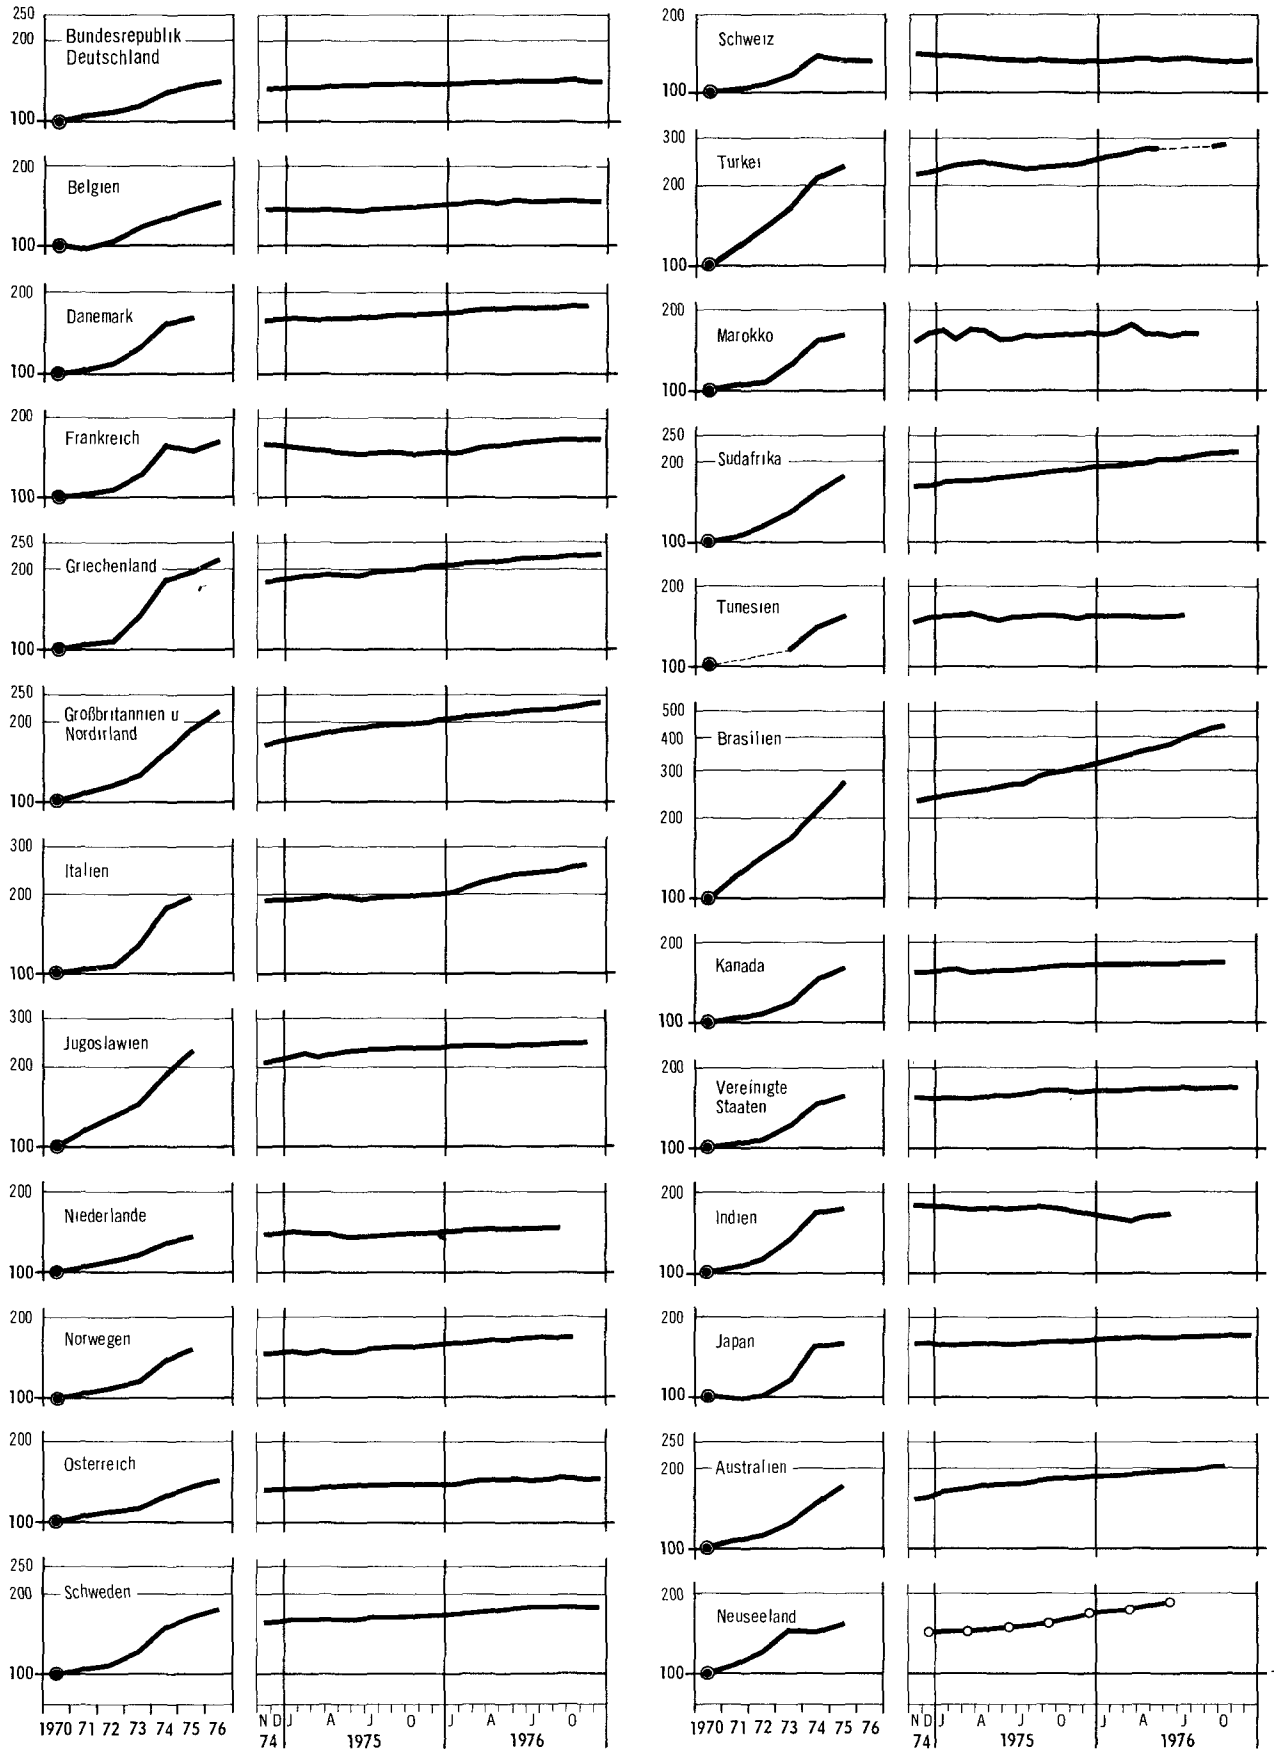 250
200
Bundesrepublik
Deutschland
100
200
Belgien
100
200
Danemark
100
200
Frankreich
100
250
200
Griechenland
100
250
200
Großbritannien u
Nordirland
100
300
Italien
200
100
300
Jugoslawien
200
100
200
Niederlande
100
200
Norwegen
100
200
Osterreich
100
250
200
Schweden
100
1970 71 72 73 74 75 76
N D J A J O J A J O
74 1975 1976
200
Schweiz
100
300
Turkei
200
100
200
Marokko
100
250
Sudafrika
200
100
200
Tunesien
100
500
400
Brasilien
300
200
100
200
Kanada
100
200
Vereinigte
Staaten
100
200
Indien
100
200
Japan
100
250
Australien
200
100
200
Neuseeland
100
1970 71 72 73 74 75 76
N D J A J O J A J O
74 1975 1976